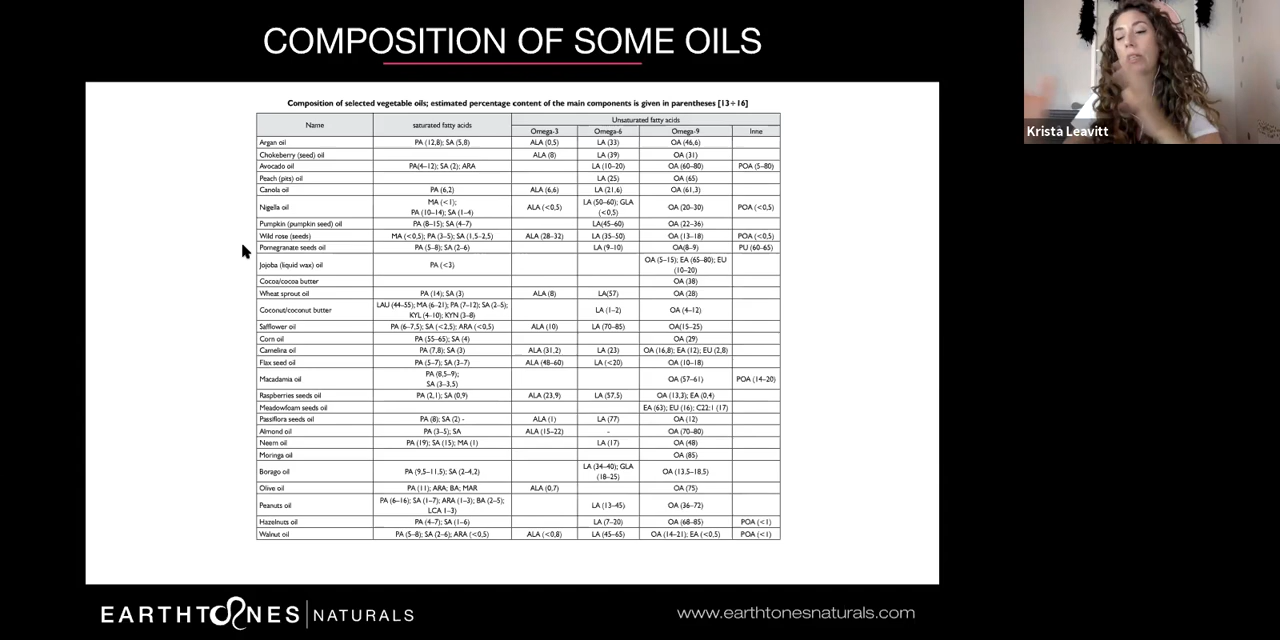 COMPOSITION OF SOME OILS
Krista Leavitt
Composition of selected vegetable oils; estimated percentage content of the main components is given in parentheses [13÷16]
Name saturated fatty acids Unsaturated fatty acids
Omega-3 Omega-6 Omega-9 Inne
Argan oil PA (12,8); SA (5,8) ALA (0,5) LA (33) OA (46,6)
Chokeberry (seed) oil ALA (8) LA (39) OA (31)
Avocado oil PA(4–12); SA (2); ARA LA (10–20) OA (60–80) POA (5–80)
Peach (pits) oil LA (25) OA (65)
Canola oil PA (6,2) ALA (6,6) LA (21,6) OA (61,3)
Nigella oil MA (<1); PA (10–14); SA (1–4) ALA (<0,5) LA (50–60); GLA (<0,5) OA (20–30) POA (<0,5)
Pumpkin (pumpkin seed) oil PA (8–15); SA (4–7) LA(45–60) OA (22–36)
Wild rose (seeds) MA (<0,5); PA (3–5); SA (1,5–2,5) ALA (28–32) LA (35–50) OA (13–18) POA (<0,5)
Pomegranate seeds oil PA (5–8); SA (2–6) LA (9–10) OA(8–9) PU (60–65)
Jojoba (liquid wax) oil PA (<3) OA (5–15); EA (65–80); EU (10–20)
Cocoa/cocoa butter OA (38)
Wheat sprout oil PA (14); SA (3) ALA (8) LA(57) OA (28)
Coconut/coconut butter LAU (44–55); MA (6–21); PA (7–12); SA (2–5); KYL (4–10); KYN (3–8) LA (1–2) OA (4–12)
Safflower oil PA (6–7,5); SA (<2,5); ARA (<0,5) ALA (10) LA (70–85) OA(15–25)
Corn oil PA (55–65); SA (4) OA (29)
Camelina oil PA (7,8); SA (3) ALA (31,2) LA (23) OA (16,8); EA (12); EU (2,8)
Flax seed oil PA (5–7); SA (3–7) ALA (48–60) LA (<20) OA (10–18)
Macadamia oil PA (8,5–9); SA (3–3,5) OA (57–61) POA (14–20)
Raspberries seeds oil PA (2,1); SA (0,9) ALA (23,9) LA (57,5) OA (13,3); EA (0,4)
Meadowfoam seeds oil EA (63); EU (16); C22:1 (17)
Passiflora seeds oil PA (8); SA (2) - ALA (1) LA (77) OA (12)
Almond oil PA (3–5); SA ALA (15–22) – OA (70–80)
Neem oil PA (19); SA (15); MA (1) LA (17) OA (48)
Moringa oil OA (85)
Borago oil PA (9,5–11,5); SA (2–4,2) LA (34–40); GLA (18–25) OA (13,5–18,5)
Olive oil PA (11); ARA; BA; MAR ALA (0,7) OA (75)
Peanuts oil PA (6–16); SA (1–7); ARA (1–3); BA (2–5); LCA 1–3) LA (13–45) OA (36–72)
Hazelnuts oil PA (4–7); SA (1–6) LA (7–20) OA (68–85) POA (<1)
Walnut oil PA (5–8); SA (2–6); ARA (<0,5) ALA (<0,8) LA (45–65) OA (14–21); EA (<0,5) POA (<1)
EARTHTONES NATURALS
www.earthtonesnaturals.com